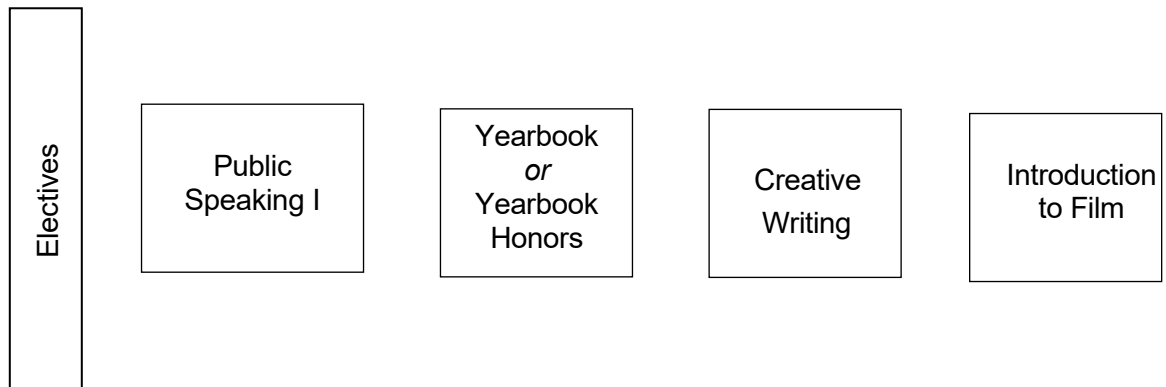 Electives
Public
Speaking I
Yearbook
or
Yearbook
Honors
Creative
Writing
Introduction
to Film